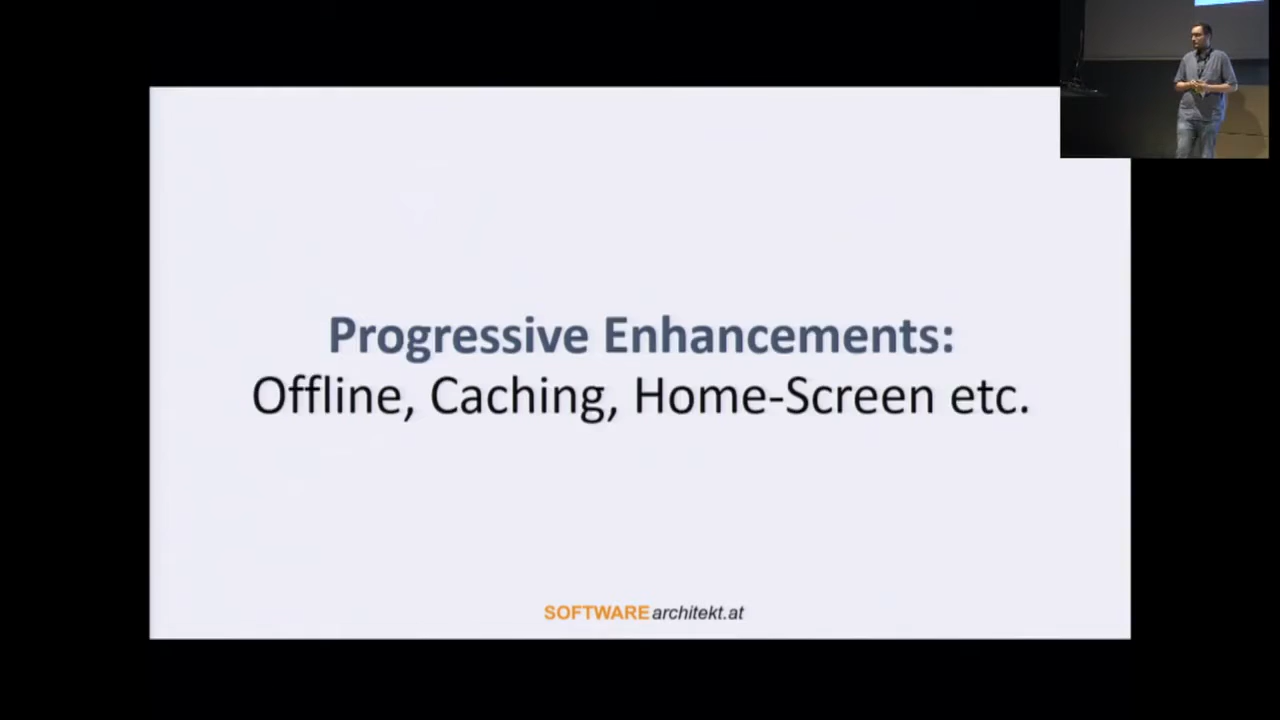 Progressive Enhancements:
Offline, Caching, Home-Screen etc.
SOFTWAREarchitekt.at